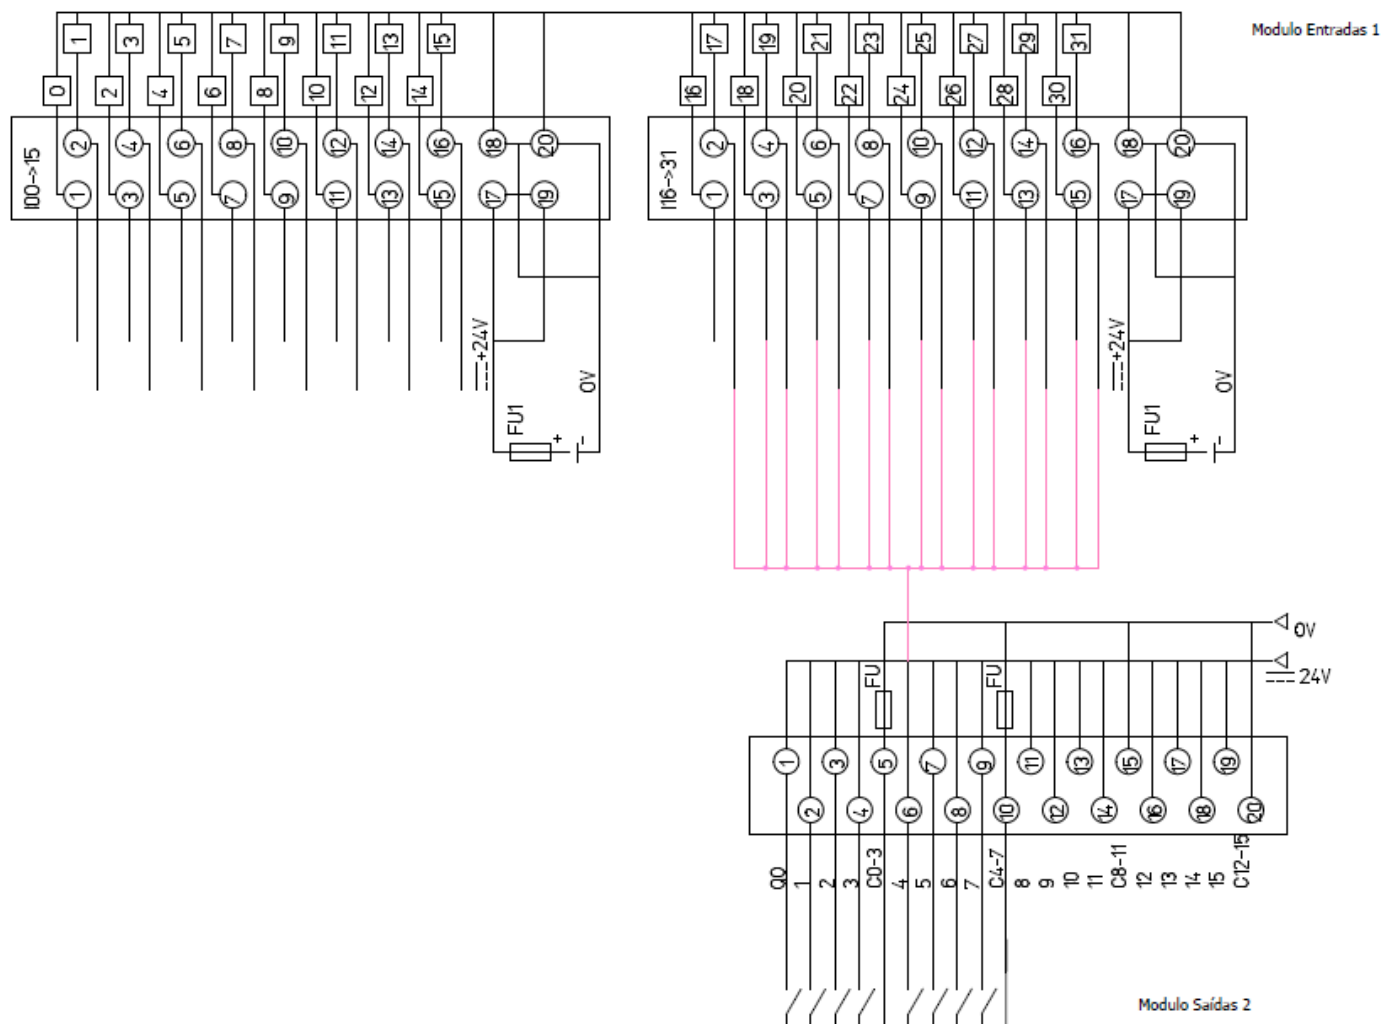 Modulo Entradas 1
1 3 5 7 9 11 13 15
17 19 21 23 25 27 29 31
0 2 4 6 8 10 12 14
16 18 20 22 24 26 28 30
I00->15
2 4 6 8 10 12 14 16 18 20
1 3 5 7 9 11 13 15 17 19
I16->31
2 4 6 8 10 12 14 16 18 20
1 3 5 7 9 11 13 15 17 19
+24V
0V
FU1
+ -
+24V
0V
FU1
+ -
0V
24V
FU
FU
1 3 5 7 9 11 13 15 17 19
2 4 6 8 10 12 14 16 18 20
Q0 1 2 3 C0-3 4 5 6 7 C4-7 8 9 10 11 C8-11 12 13 14 15 C12-15
Modulo Saídas 2